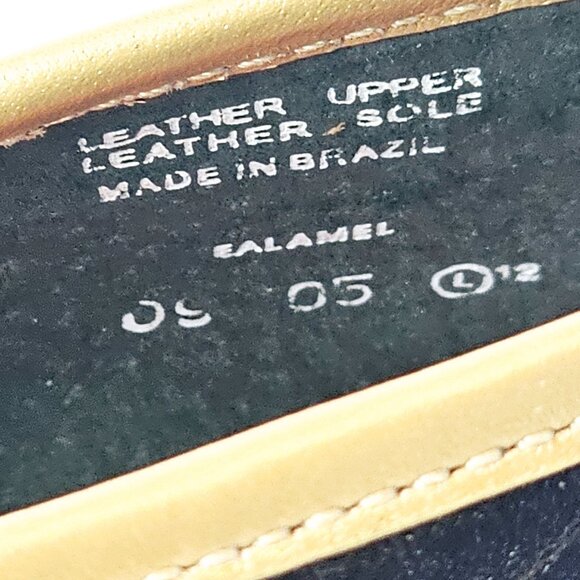 LEATHER UPPER
LEATHER SOLE
MADE IN BRAZIL
EALAMEL
09 05 L 12